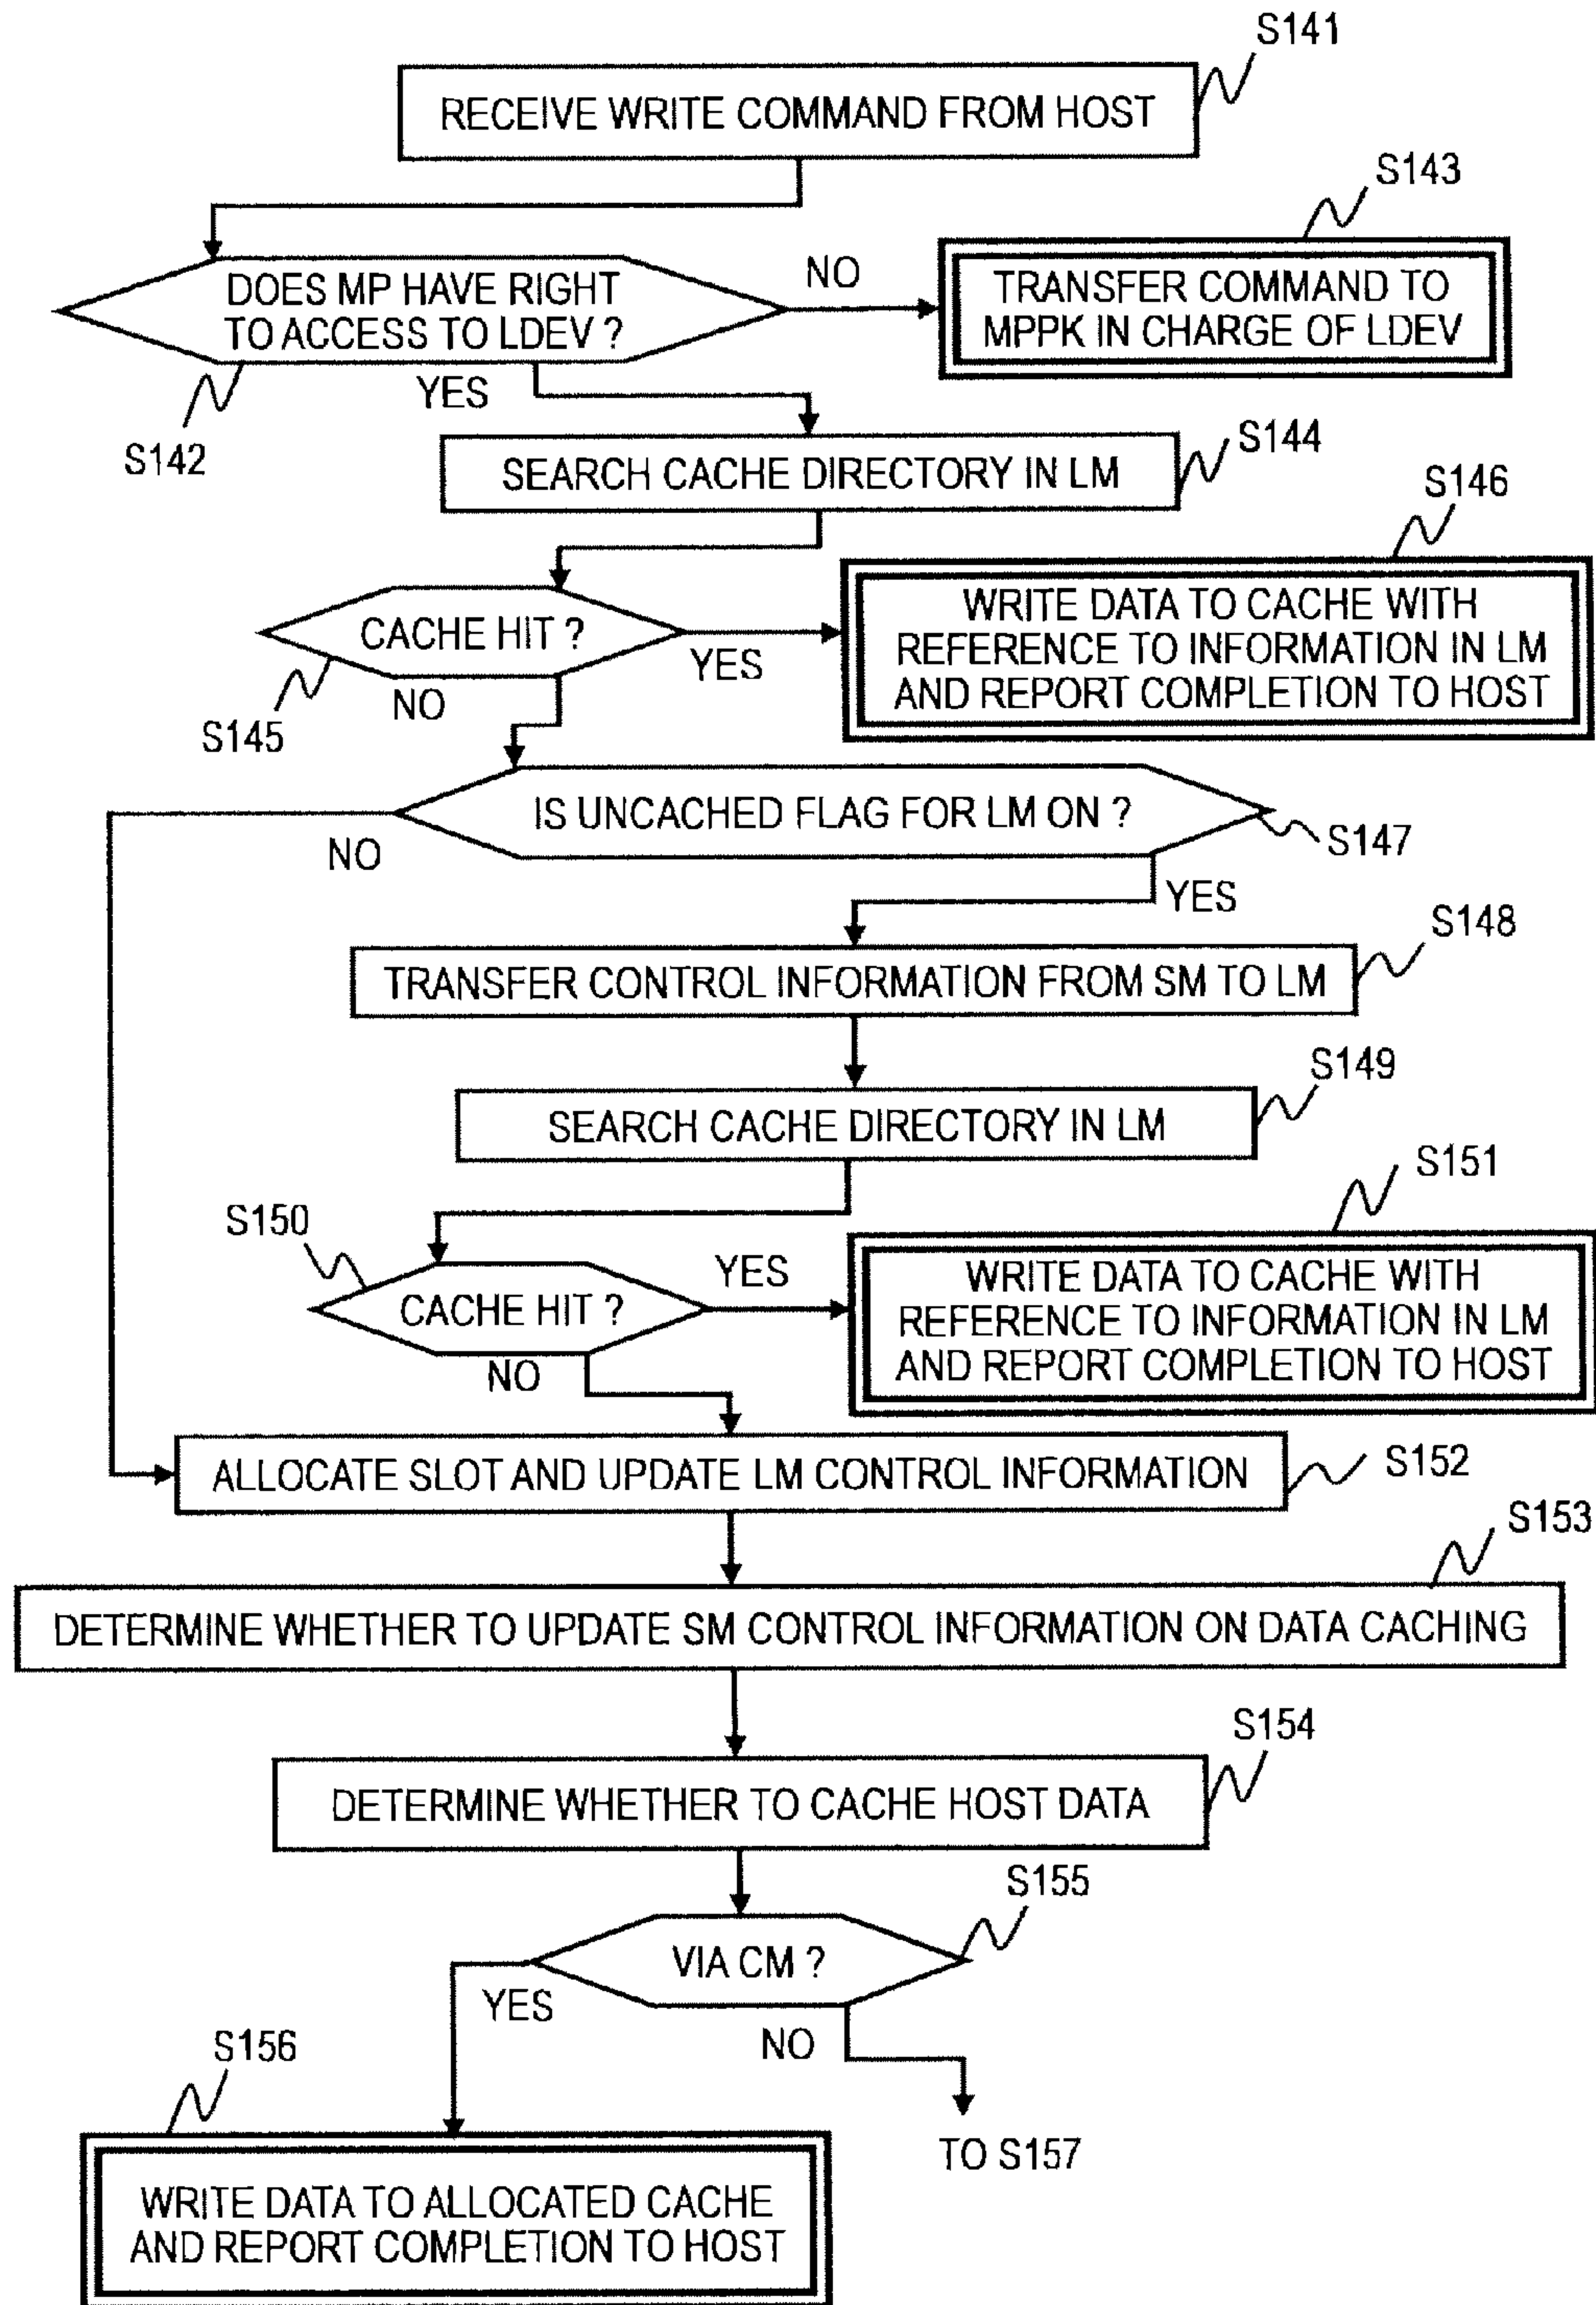 S141
RECEIVE WRITE COMMAND FROM HOST
S143
DOES MP HAVE RIGHT
TO ACCESS TO LDEV ?
NO
TRANSFER COMMAND TO
MPPK IN CHARGE OF LDEV
YES
S142
S144
SEARCH CACHE DIRECTORY IN LM
S146
CACHE HIT ?
YES
WRITE DATA TO CACHE WITH
REFERENCE TO INFORMATION IN LM
AND REPORT COMPLETION TO HOST
NO
S145
IS UNCACHED FLAG FOR LM ON ?
S147
NO
YES
S148
TRANSFER CONTROL INFORMATION FROM SM TO LM
S149
SEARCH CACHE DIRECTORY IN LM
S151
S150
CACHE HIT ?
YES
WRITE DATA TO CACHE WITH
REFERENCE TO INFORMATION IN LM
AND REPORT COMPLETION TO HOST
NO
ALLOCATE SLOT AND UPDATE LM CONTROL INFORMATION
S152
S153
DETERMINE WHETHER TO UPDATE SM CONTROL INFORMATION ON DATA CACHING
S154
DETERMINE WHETHER TO CACHE HOST DATA
S155
VIA CM ?
YES
NO
S156
TO S157
WRITE DATA TO ALLOCATED CACHE
AND REPORT COMPLETION TO HOST